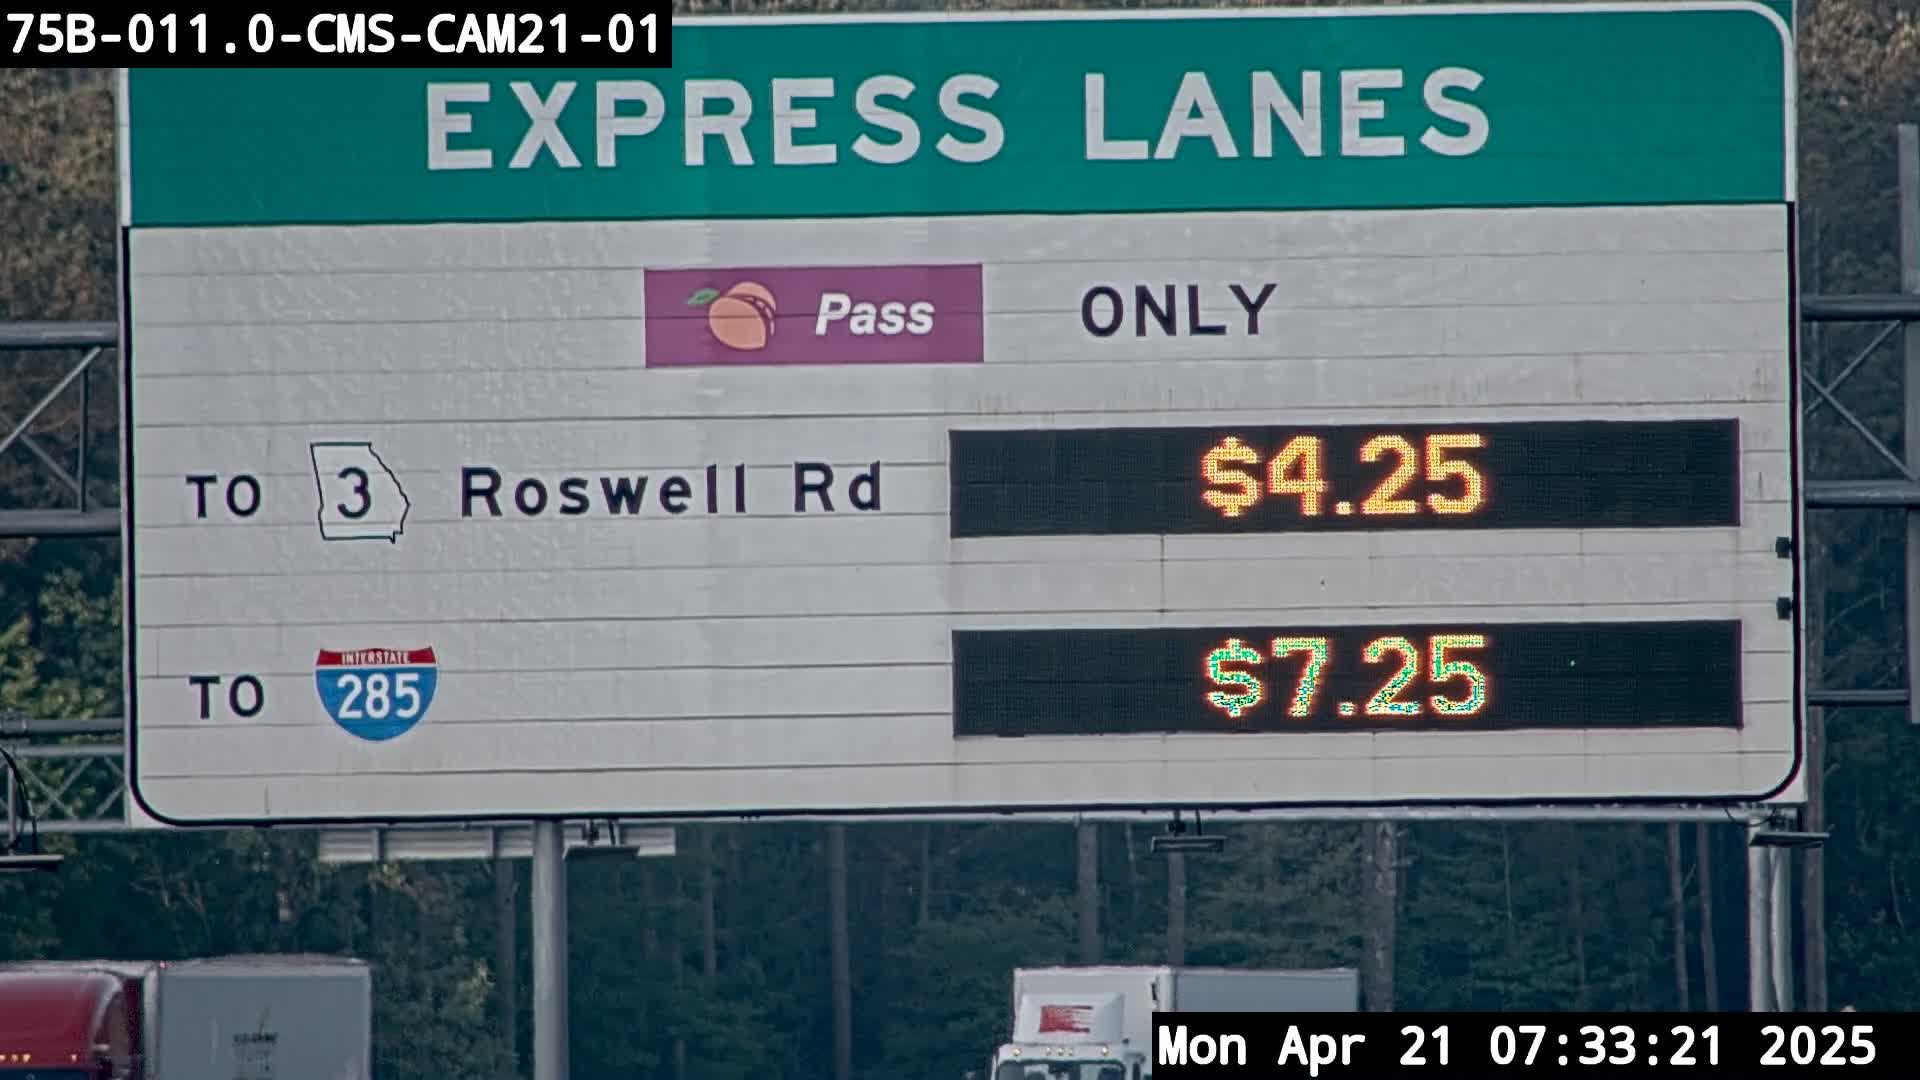 75B-011.0-CMS-CAM21-01
EXPRESS LANES
Pass ONLY
TO 3 Roswell Rd $4.25
TO INTERSTATE 285 $7.25
Mon Apr 21 07:33:21 2025